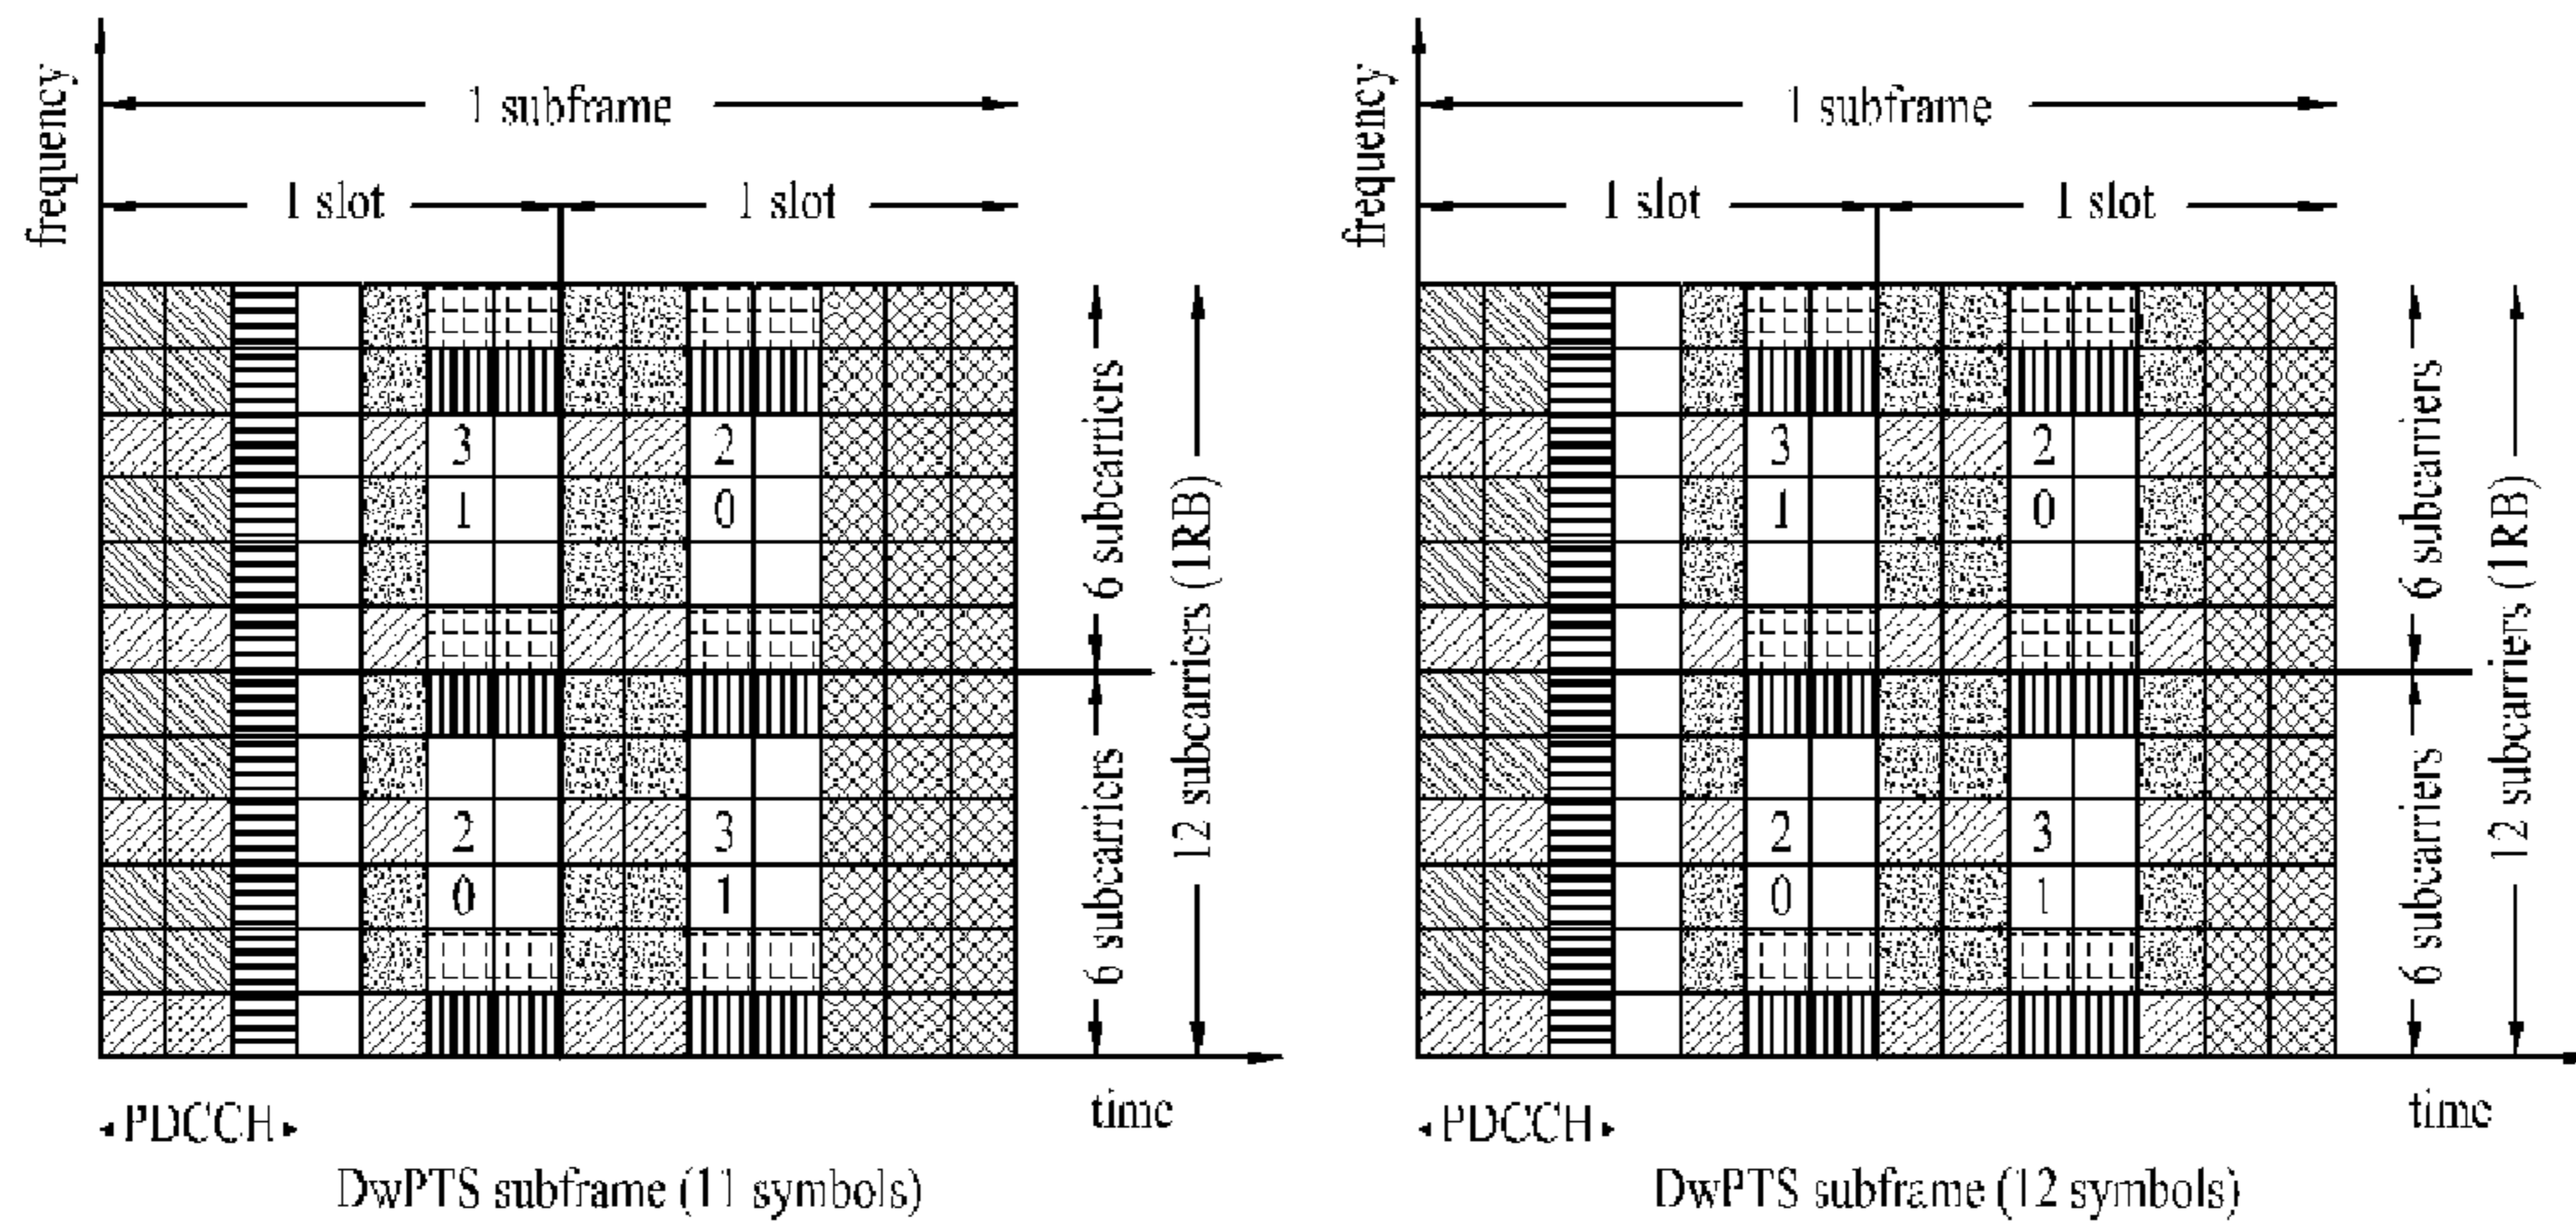 frequency
1 subframe
1 slot
1 slot
3
2
1
0
2
3
0
1
6 subcarriers
6 subcarriers
12 subcarriers (1RB)
time
PDCCH
DwPTS subframe (11 symbols)
frequency
1 subframe
1 slot
1 slot
3
2
1
0
2
3
0
1
6 subcarriers
6 subcarriers
12 subcarriers (1RB)
time
PDCCH
DwPTS subframe (12 symbols)